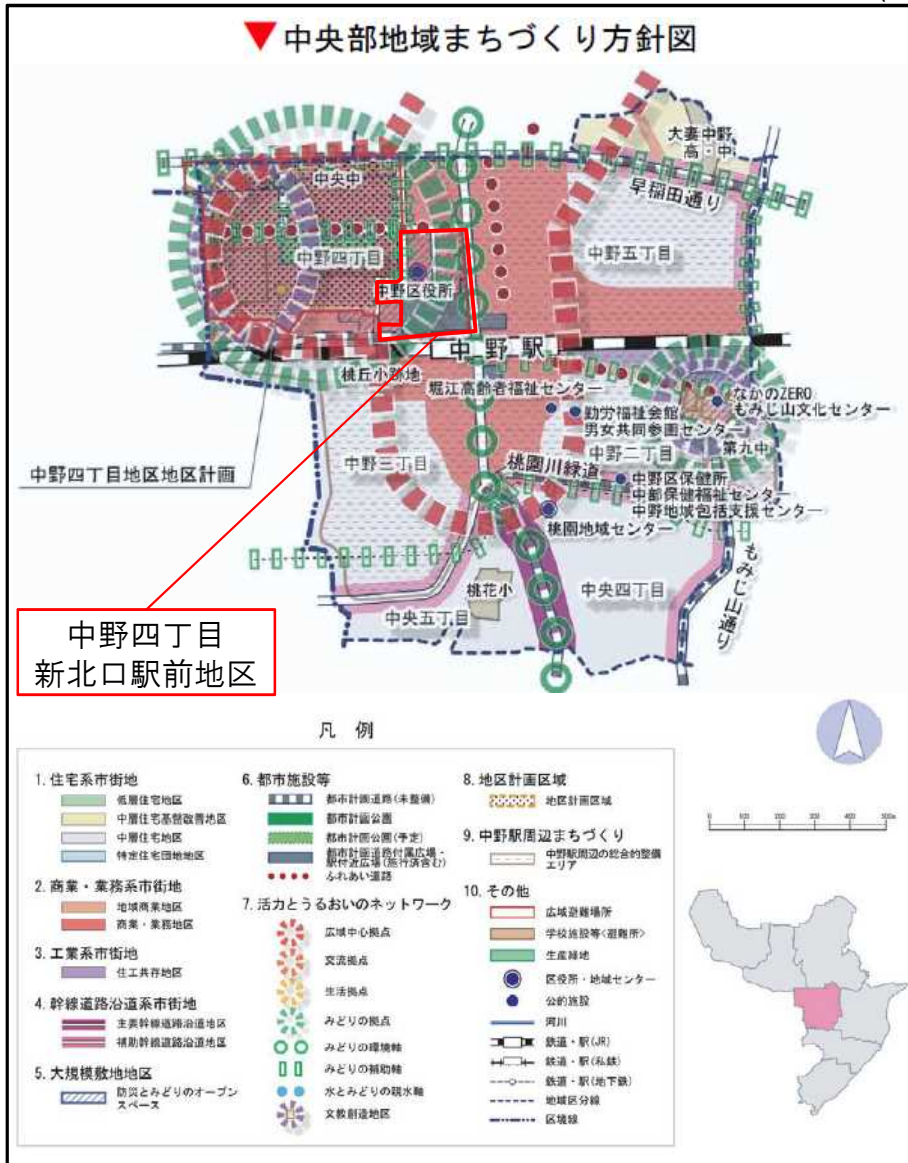 ▼中央部地域まちづくり方針図
大妻中野
高・中
早稲田通り
中央中
中野四丁目
中野五丁目
中野区役所
中野駅
桃丘小跡地
堀江高齢者福祉センター
なかのZERO
もみじ山文化センター
勤労福祉会館
男女共同参画センター
第九中
中野四丁目地区地区計画
中野三丁目
中野二丁目
桃園川緑道
中野区保健所
中部保健福祉センター
中野地域包括支援センター
桃園地域センター
もみじ山通り
桃花小
中央五丁目
中央四丁目
中野四丁目
新北口駅前地区
凡 例
1. 住宅系市街地
低層住宅地区
中層住宅基盤改善地区
中層住宅地区
特定住宅団地地区
2. 商業・業務系市街地
地域商業地区
商業・業務地区
3. 工業系市街地
住工共存地区
4. 幹線道路沿道系市街地
主要幹線道路沿道地区
補助幹線道路沿道地区
5. 大規模敷地地区
防災とみどりのオープン
スペース
6. 都市施設等
都市計画道路(未整備)
都市計画公園
都市計画公園(予定)
都市計画道路付属広場・
駅付近広場(施行済含む)
ふれあい道路
7. 活力とうるおいのネットワーク
広域中心拠点
交流拠点
生活拠点
みどりの拠点
みどりの環境軸
みどりの補助軸
水とみどりの親水軸
文教創造地区
8. 地区計画区域
地区計画区域
9. 中野駅周辺まちづくり
中野駅周辺の総合的整備
エリア
10. その他
広域避難場所
学校施設等<避難所>
生産緑地
区役所・地域センター
公的施設
河川
鉄道・駅(JR)
鉄道・駅(私鉄)
鉄道・駅(地下鉄)
地域区分線
区境線
0 100 200 300 400 500m